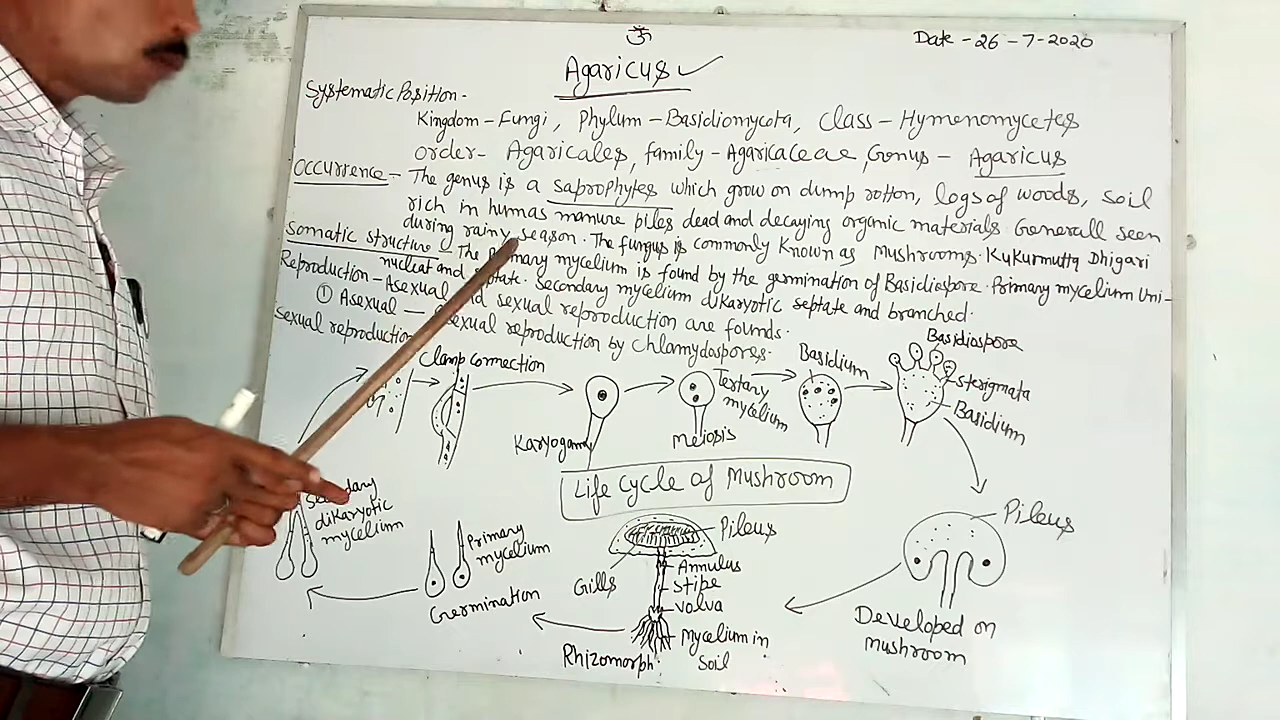 ॐ
Date - 26 - 7 - 2020
Agaricus ✓
Systematic Position -
Kingdom - Fungi, Phylum - Basidiomycota, Class - Hymenomycetes
Order - Agaricales, family - Agaricaceae, Genus - Agaricus
Occurrence - The genus is a saprophytes which grow on dump rotton, logs of woods, soil
rich in humas manure piles dead and decaying organic materials Generall seen
during rainy season. The fungus is commonly known as Mushrooms. Kukurmutta Dhigari
Somatic structure - The primary mycelium is found by the germination of Basidiospore. Primary mycelium Uni-
nucleat and septate. Secondary mycelium dikaryotic septate and branched.
Reproduction - Asexual and sexual reproduction are founds.
① Asexual — asexual reproduction by Chlamydospores.
sexual reproduction
Clamp connection
Karyogamy
Meiosis
Tertary mycelium
Basidium
Basidiospore
Sterigmata
Basidium
Life Cycle of Mushroom
Secondary
dikaryotic
mycelium
Primary
mycelium
Germination
Gills
Pileus
Annulus
Stipe
Volva
Mycelium in
soil
Rhizomorph
Pileus
Developed on
mushroom